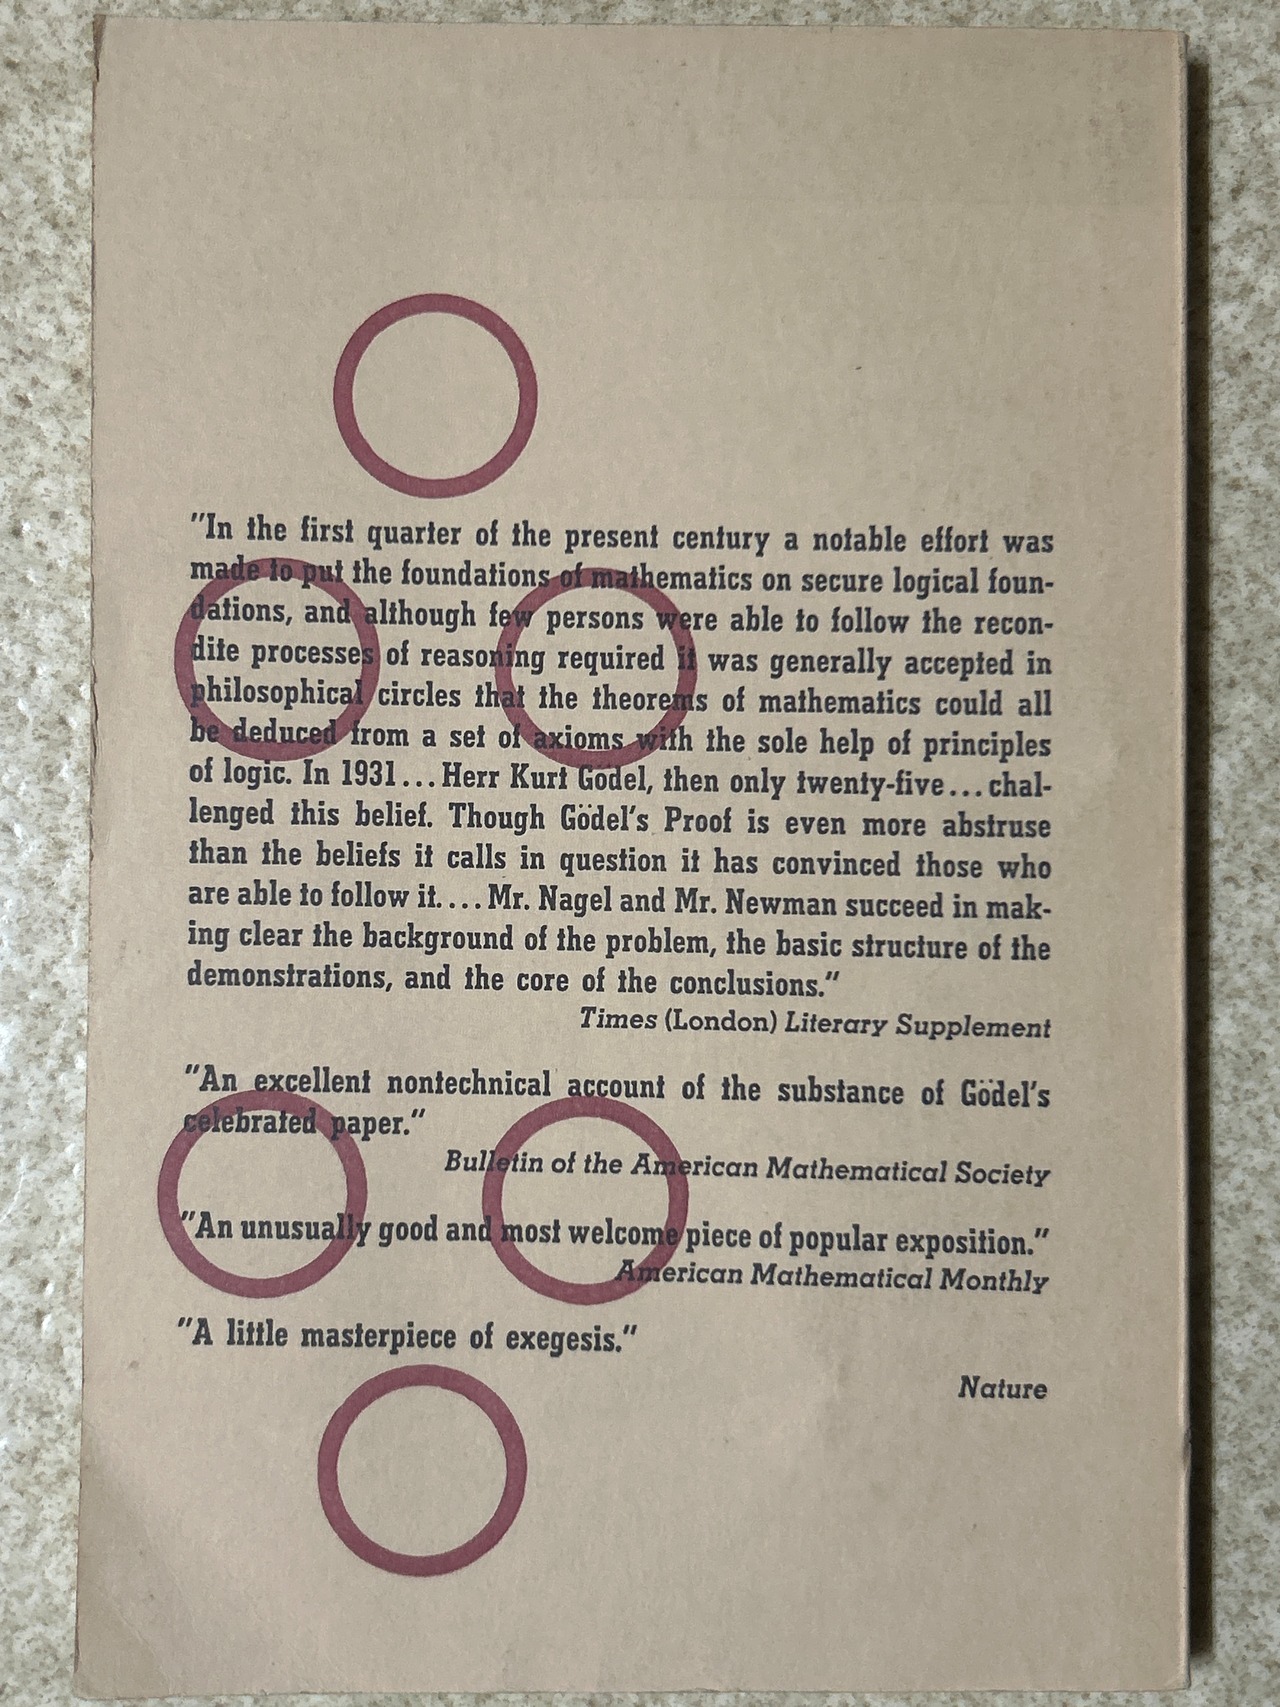 "In the first quarter of the present century a notable effort was
made to put the foundations of mathematics on secure logical foun-
dations, and although few persons were able to follow the recon-
dite processes of reasoning required it was generally accepted in
philosophical circles that the theorems of mathematics could all
be deduced from a set of axioms with the sole help of principles
of logic. In 1931...Herr Kurt Gödel, then only twenty-five...chal-
lenged this belief. Though Gödel's Proof is even more abstruse
than the beliefs it calls in question it has convinced those who
are able to follow it.... Mr. Nagel and Mr. Newman succeed in mak-
ing clear the background of the problem, the basic structure of the
demonstrations, and the core of the conclusions."
Times (London) Literary Supplement
"An excellent nontechnical account of the substance of Gödel's
celebrated paper."
Bulletin of the American Mathematical Society
"An unusually good and most welcome piece of popular exposition."
American Mathematical Monthly
"A little masterpiece of exegesis."
Nature